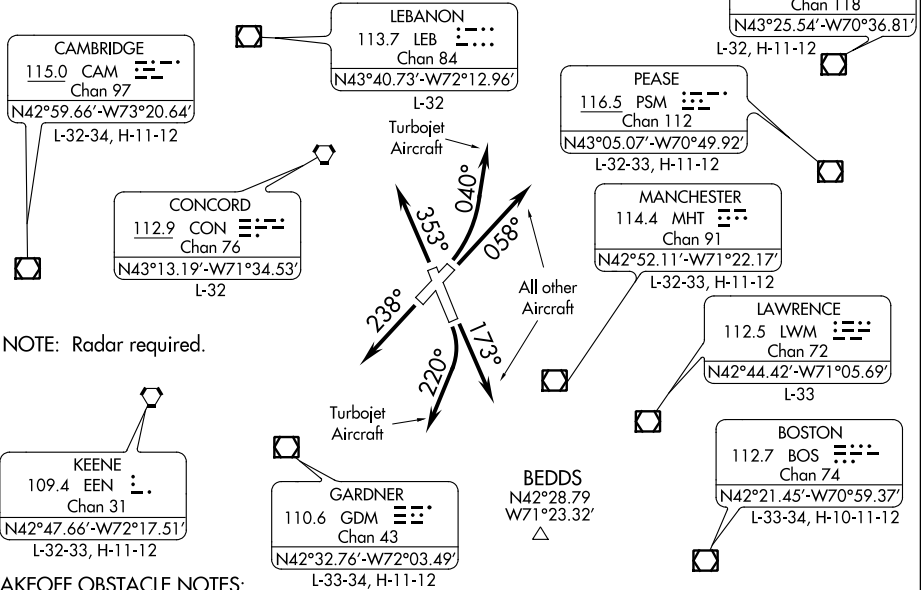 Chan 118
N43°25.54'-W70°36.81'
L-32, H-11-12
LEBANON
113.7 LEB
Chan 84
N43°40.73'-W72°12.96'
L-32
CAMBRIDGE
115.0 CAM
Chan 97
N42°59.66'-W73°20.64'
L-32-34, H-11-12
PEASE
116.5 PSM
Chan 112
N43°05.07'-W70°49.92'
L-32-33, H-11-12
Turbojet
Aircraft
CONCORD
112.9 CON
Chan 76
N43°13.19'-W71°34.53'
L-32
353°
040°
058°
MANCHESTER
114.4 MHT
Chan 91
N42°52.11'-W71°22.17'
L-32-33, H-11-12
All other
Aircraft
238°
220°
173°
NOTE: Radar required.
LAWRENCE
112.5 LWM
Chan 72
N42°44.42'-W71°05.69'
L-33
Turbojet
Aircraft
KEENE
109.4 EEN
Chan 31
N42°47.66'-W72°17.51'
L-32-33, H-11-12
GARDNER
110.6 GDM
Chan 43
N42°32.76'-W72°03.49'
L-33-34, H-11-12
BEDDS
N42°28.79
W71°23.32'
BOSTON
112.7 BOS
Chan 74
N42°21.45'-W70°59.37'
L-33-34, H-10-11-12
AKEOFF OBSTACLE NOTES: